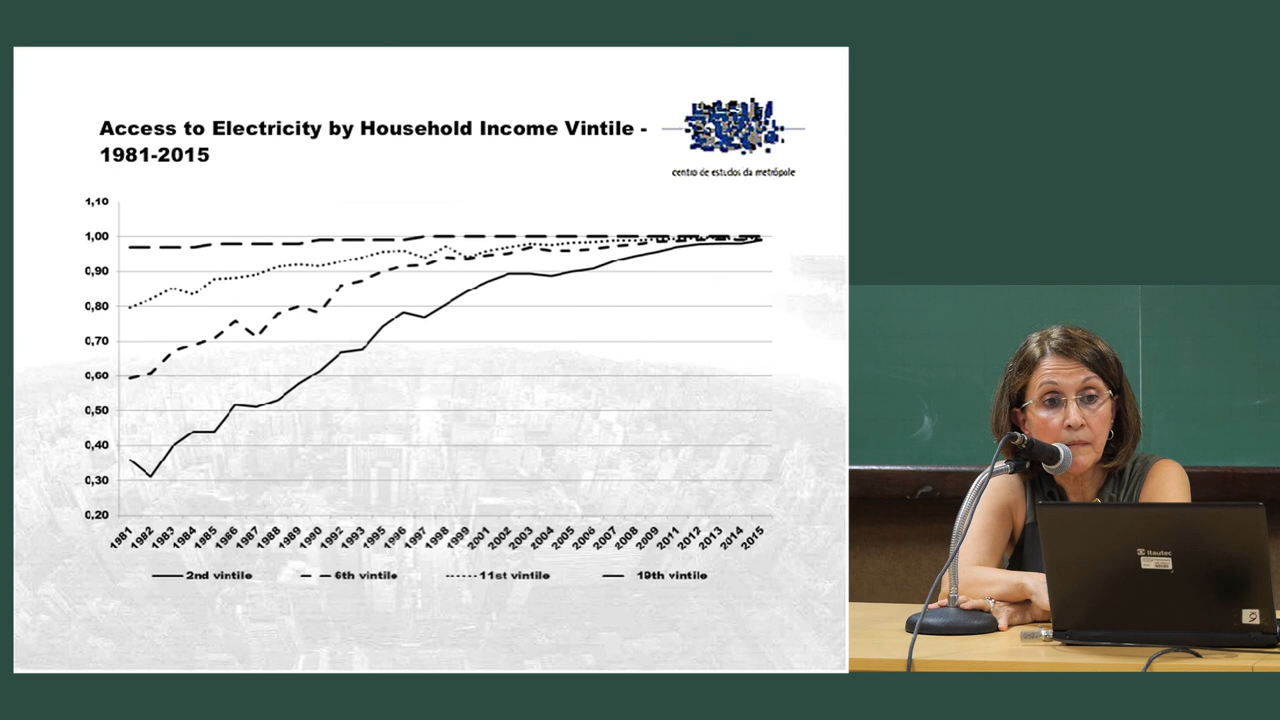 Access to Electricity by Household Income Vintile -
1981-2015
centro de estudos da metrópole
1,10
1,00
0,90
0,80
0,70
0,60
0,50
0,40
0,30
0,20
1981 1982 1983 1984 1985 1986 1987 1988 1989 1990 1992 1993 1995 1996 1997 1998 1999 2001 2002 2003 2004 2005 2006 2007 2008 2009 2011 2012 2013 2014 2015
2nd vintile 6th vintile 11st vintile 19th vintile
Itautec